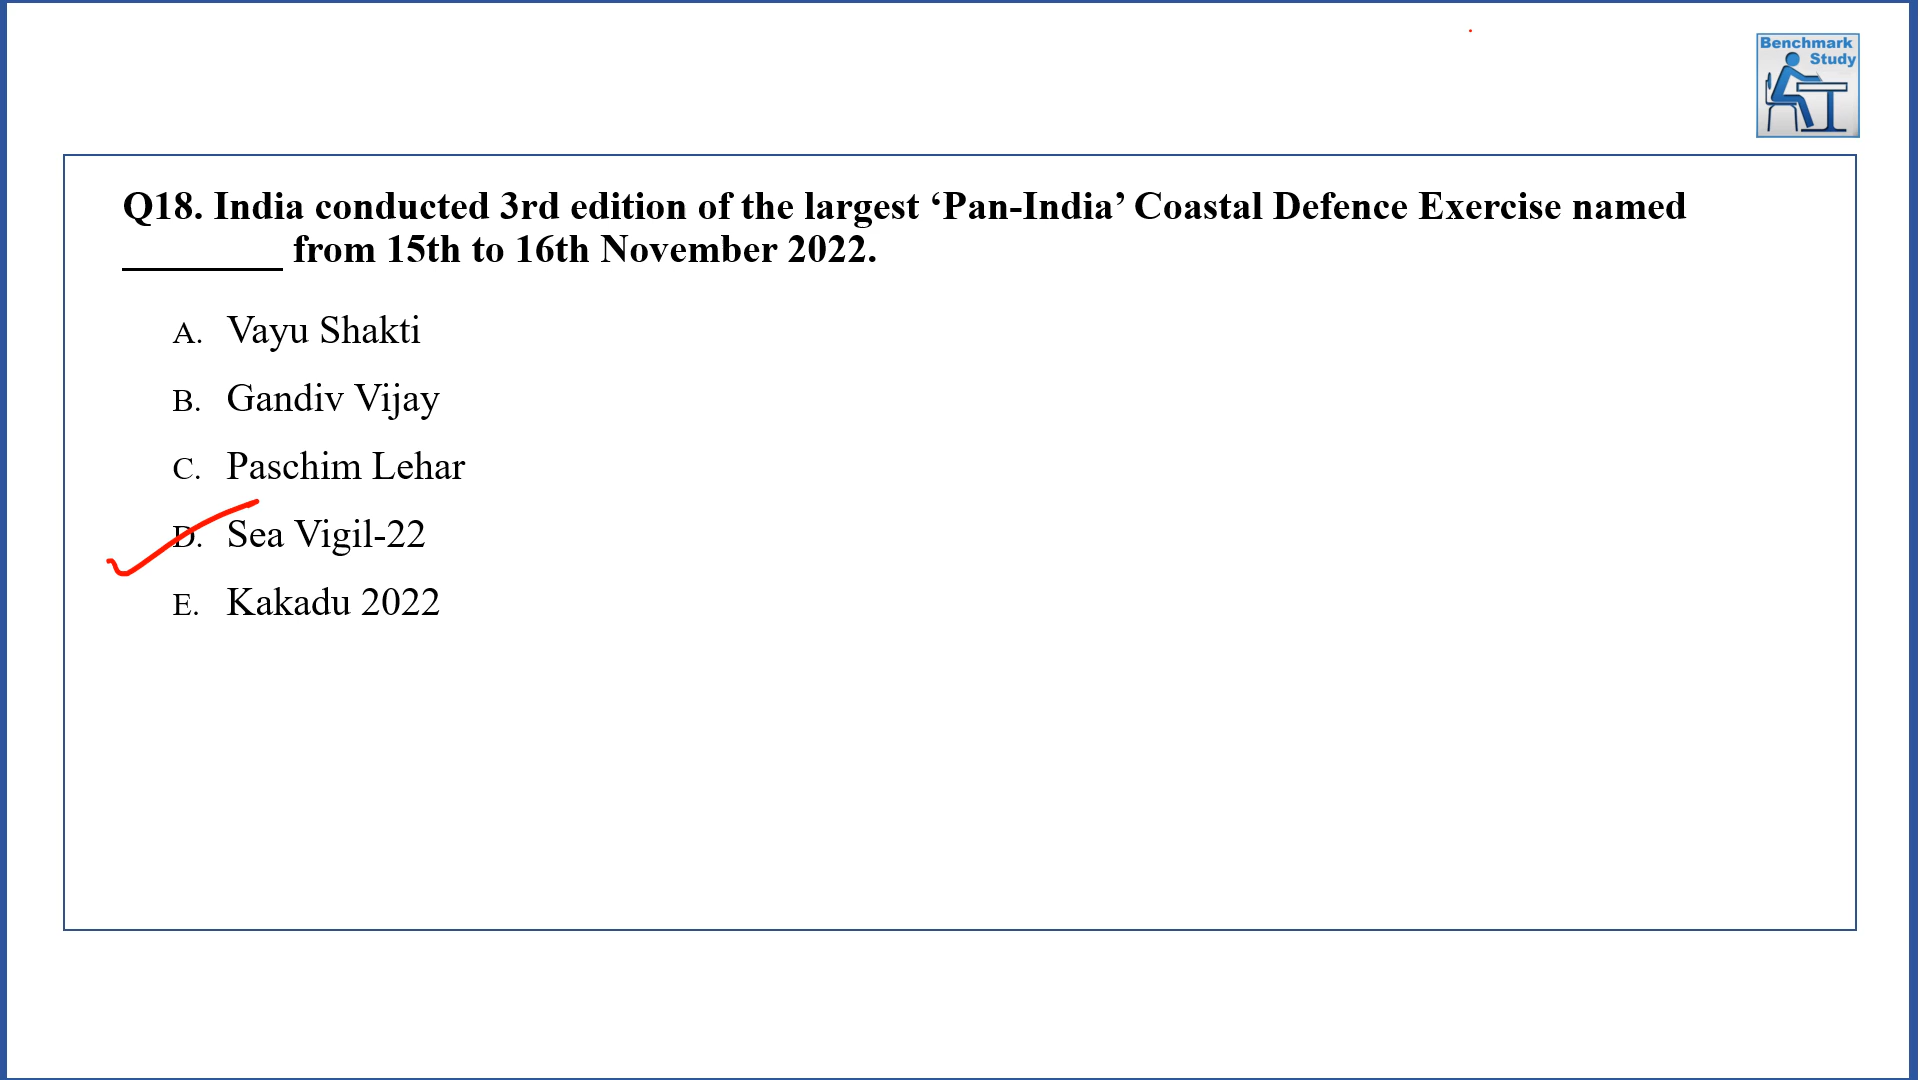 Benchmark
Study
Q18. India conducted 3rd edition of the largest ‘Pan-India’ Coastal Defence Exercise named
________ from 15th to 16th November 2022.
A. Vayu Shakti
B. Gandiv Vijay
C. Paschim Lehar
D. Sea Vigil-22
E. Kakadu 2022